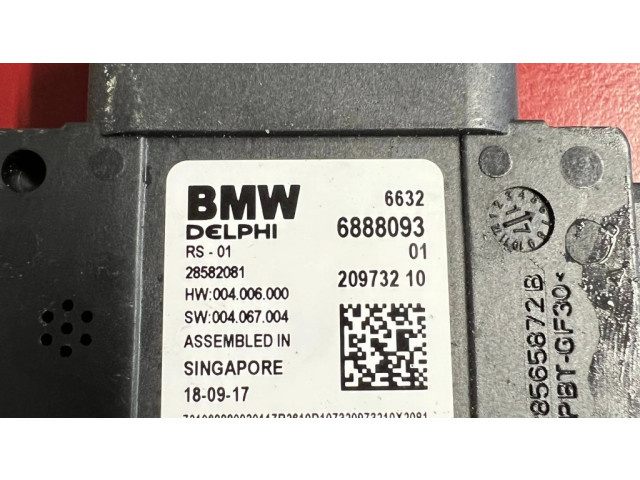 BMW
DELPHI
RS - 01
28582081
HW:004.006.000
SW:004.067.004
ASSEMBLED IN
SINGAPORE
18-09-17
6632
6888093
01
209732 10
8565872 B
PBT-GF30<